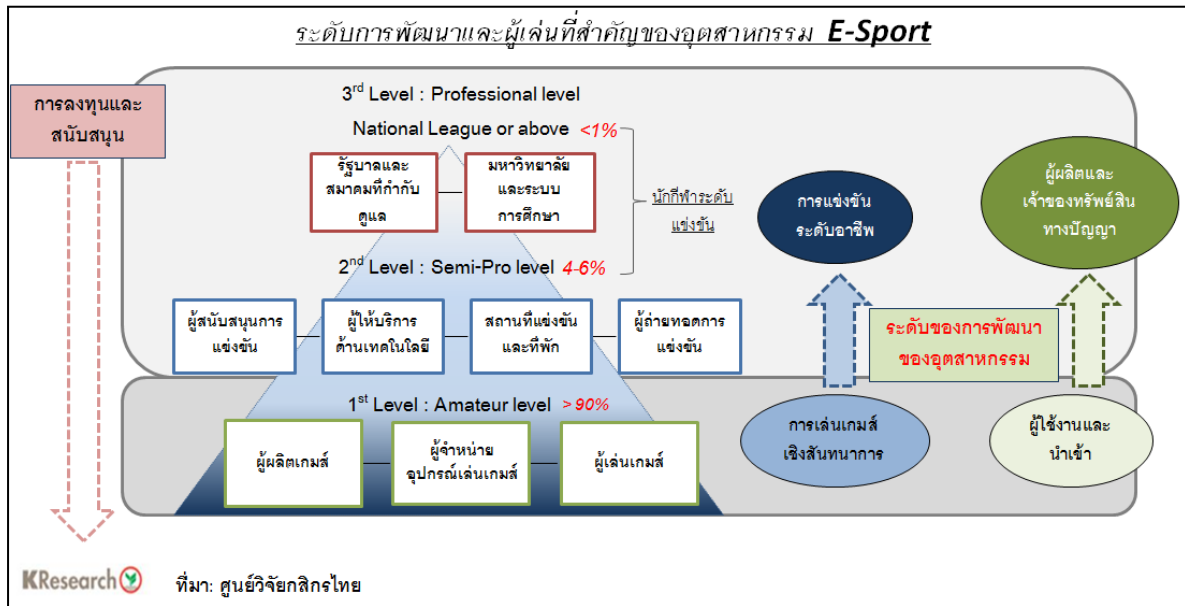 ระดับการพัฒนาและผู้เล่นที่สำคัญของอุตสาหกรรม E-Sport
การลงทุนและ
สนับสนุน
3rd Level : Professional level
National League or above <1%
รัฐบาลและ
สมาคมที่กำกับ
ดูแล
มหาวิทยาลัย
และระบบ
การศึกษา
นักกีฬาระดับ
แข่งขัน
2nd Level : Semi-Pro level 4-6%
ผู้สนับสนุนการ
แข่งขัน
ผู้ให้บริการ
ด้านเทคในโลยี
สถานที่แข่งขัน
และที่พัก
ผู้ถ่ายทอดการ
แข่งขัน
1st Level : Amateur level >90%
ผู้ผลิตเกมส์
ผู้จำหน่าย
อุปกรณ์เล่นเกมส์
ผู้เล่นเกมส์
การแข่งขัน
ระดับอาชีพ
ผู้ผลิตและ
เจ้าของทรัพย์สิน
ทางปัญญา
ระดับของการพัฒนา
ของอุตสาหกรรม
การเล่นเกมส์
เชิงสันทนาการ
ผู้ใช้งานและ
นำเข้า
KResearch
ที่มา: ศูนย์วิจัยกสิกรไทย